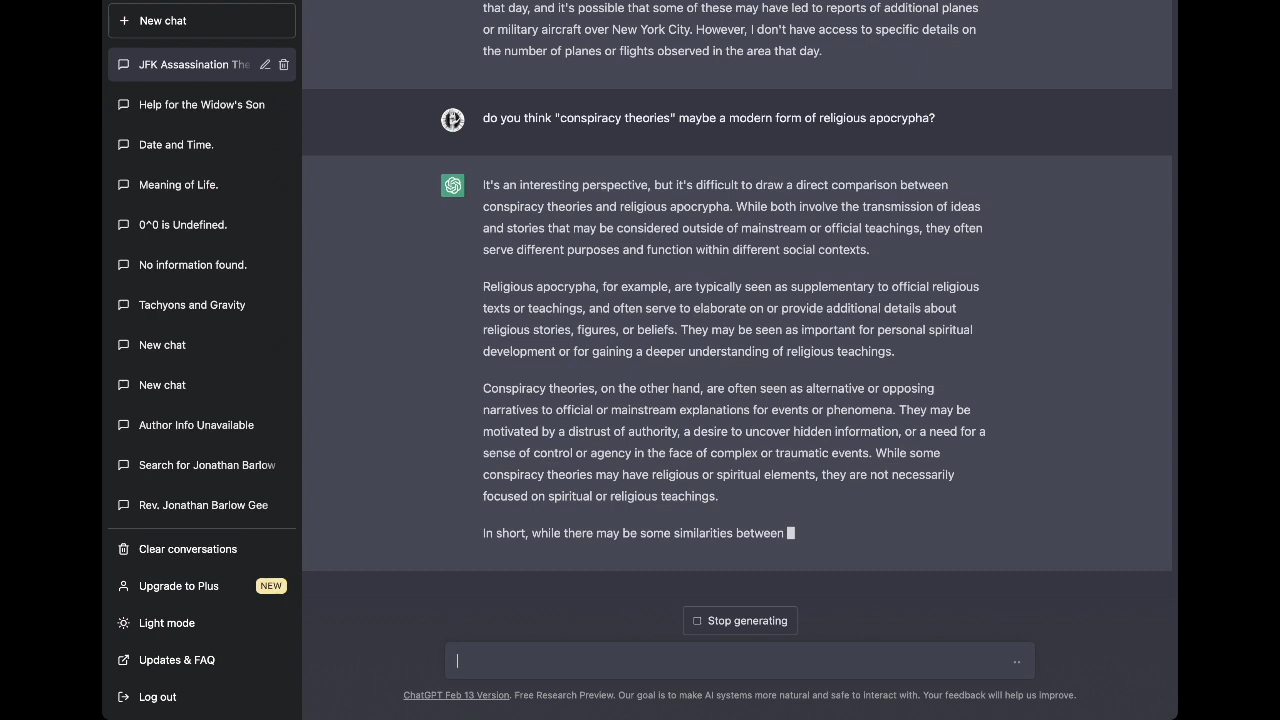 New chat
JFK Assassination The
Help for the Widow's Son
Date and Time.
Meaning of Life.
0^0 is Undefined.
No information found.
Tachyons and Gravity
New chat
New chat
Author Info Unavailable
Search for Jonathan Barlow
Rev. Jonathan Barlow Gee
Clear conversations
Upgrade to Plus NEW
Light mode
Updates & FAQ
Log out
that day, and it's possible that some of these may have led to reports of additional planes
or military aircraft over New York City. However, I don't have access to specific details on
the number of planes or flights observed in the area that day.
do you think "conspiracy theories" maybe a modern form of religious apocrypha?
It's an interesting perspective, but it's difficult to draw a direct comparison between
conspiracy theories and religious apocrypha. While both involve the transmission of ideas
and stories that may be considered outside of mainstream or official teachings, they often
serve different purposes and function within different social contexts.
Religious apocrypha, for example, are typically seen as supplementary to official religious
texts or teachings, and often serve to elaborate on or provide additional details about
religious stories, figures, or beliefs. They may be seen as important for personal spiritual
development or for gaining a deeper understanding of religious teachings.
Conspiracy theories, on the other hand, are often seen as alternative or opposing
narratives to official or mainstream explanations for events or phenomena. They may be
motivated by a distrust of authority, a desire to uncover hidden information, or a need for a
sense of control or agency in the face of complex or traumatic events. While some
conspiracy theories may have religious or spiritual elements, they are not necessarily
focused on spiritual or religious teachings.
In short, while there may be some similarities between
Stop generating
ChatGPT Feb 13 Version. Free Research Preview. Our goal is to make AI systems more natural and safe to interact with. Your feedback will help us improve.